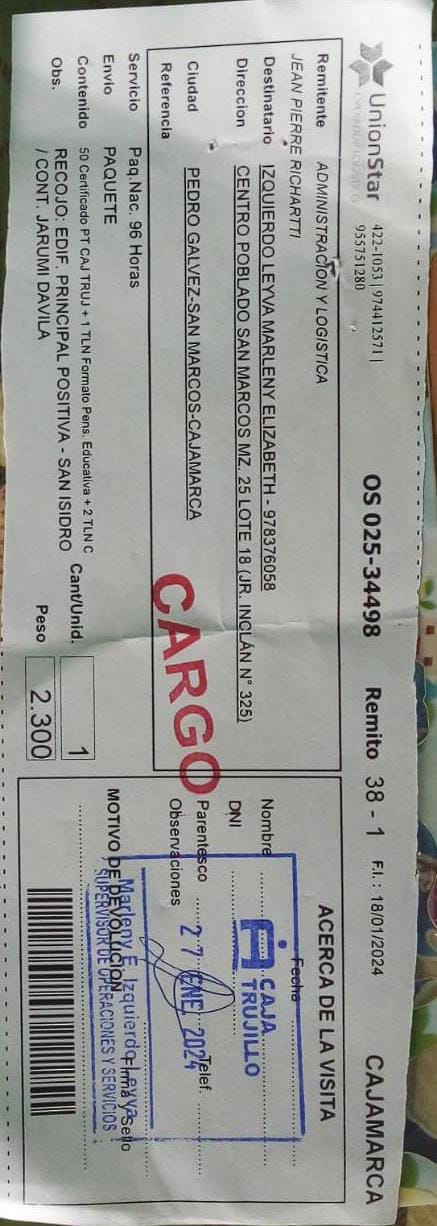 UnionStar
OPERADOR LOGISTICO
422-1053 | 974412571 |
955751280
OS 025-34498
Remito 38 - 1
F.I.: 18/01/2024
CAJAMARCA
Remitente ADMINISTRACION Y LOGISTICA
JEAN PIERRE RICHARTTI
Destinatario IZQUIERDO LEYVA MARLENY ELIZABETH - 978376058
Direccion CENTRO POBLADO SAN MARCOS MZ. 25 LOTE 18 (JR. INCLÁN N° 325)
Ciudad PEDRO GALVEZ-SAN MARCOS-CAJAMARCA
Referencia
CARGO
Servicio Paq.Nac. 96 Horas
Envio PAQUETE
Contenido 50 Certificado PT CAJ TRUJ + 1 TLN Formato Pens. Educativa + 2 TLN C
Cant/Unid. 1
Obs. RECOJO: EDIF. PRINCIPAL POSITIVA - SAN ISIDRO
/ CONT. JARUMI DAVILA
Peso 2.300
ACERCA DE LA VISITA
Fecha
Nombre
DNI
CAJA
TRUJILLO
Parentesco
27 ENE. 2024
Telef.
Observaciones
Firma y Sello
MOTIVO DE DEVOLUCION
Marleny E. Izquierdo Leyva
SUPERVISOR DE OPERACIONES Y SERVICIOS